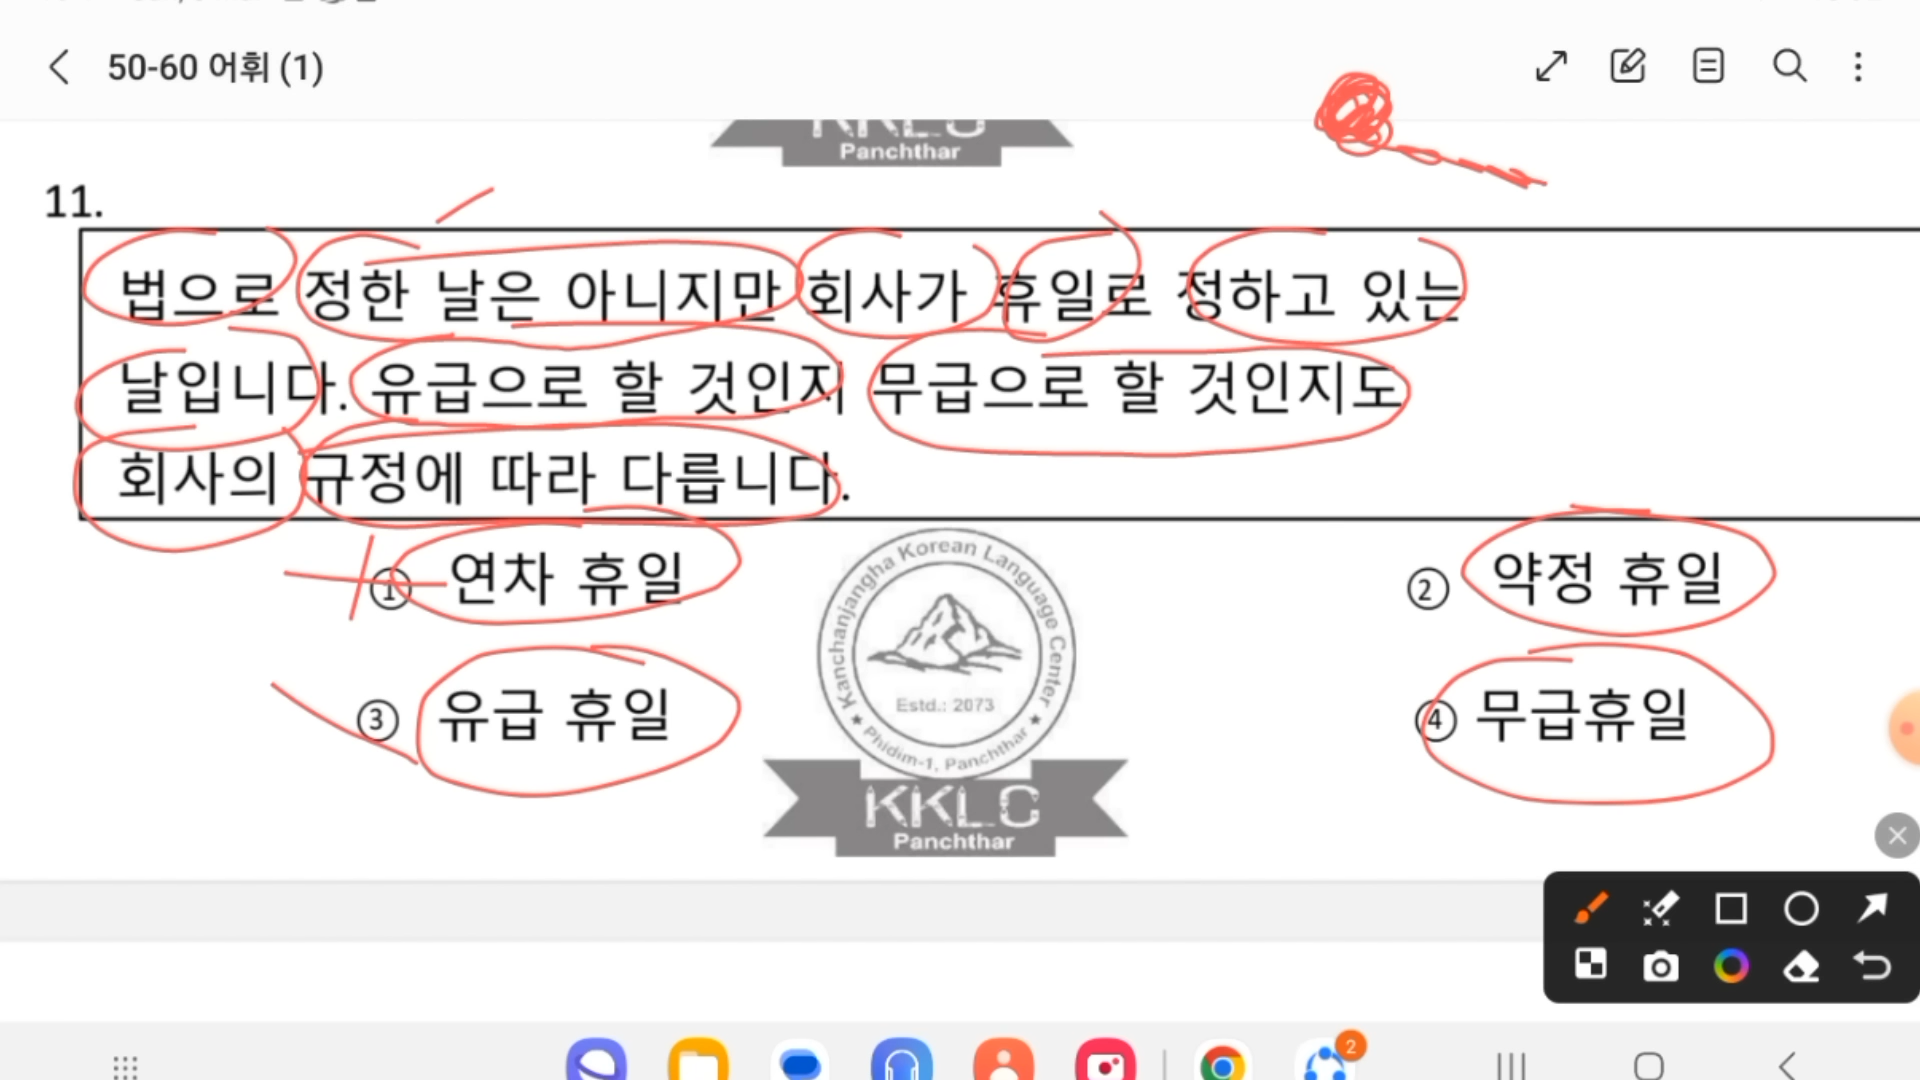 50-60 어휘 (1)
KKLC
Panchthar
11.
법으로 정한 날은 아니지만 회사가 휴일로 정하고 있는
날입니다. 유급으로 할 것인지 무급으로 할 것인지도
회사의 규정에 따라 다릅니다.
① 연차 휴일
② 약정 휴일
③ 유급 휴일
④ 무급휴일
Kanchanjangha Korean Language Center
Estd.: 2073
★ Phidim-1, Panchthar ★
KKLC
Panchthar
2